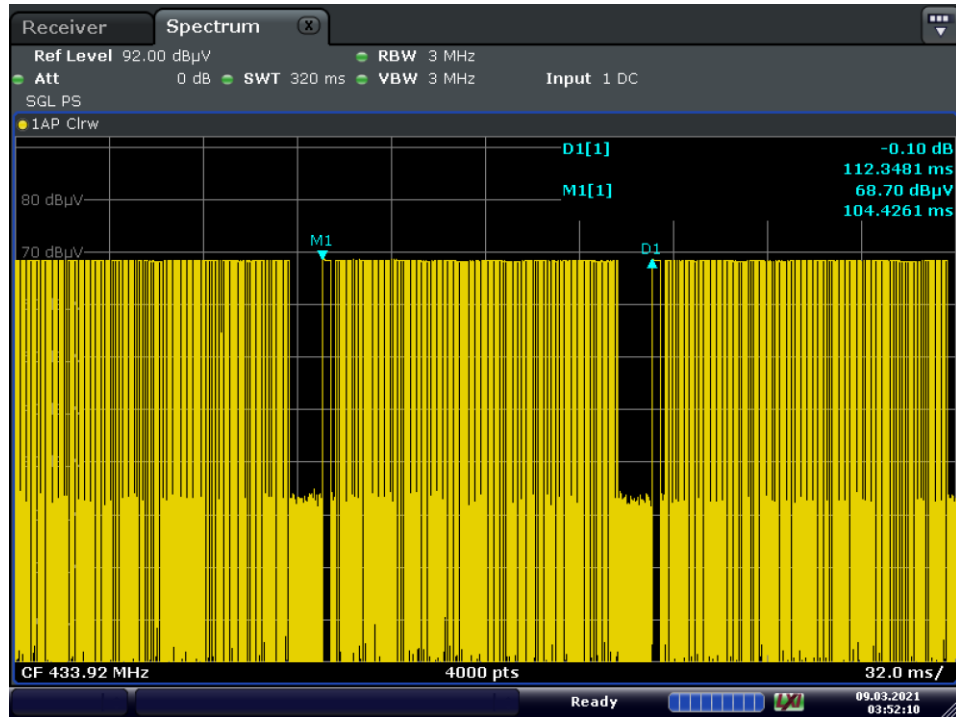 Receiver Spectrum X
Ref Level 92.00 dBµV RBW 3 MHz
Att 0 dB SWT 320 ms VBW 3 MHz Input 1 DC
SGL PS
1AP Clrw
D1[1] -0.10 dB
112.3481 ms
M1[1] 68.70 dBµV
104.4261 ms
80 dBµV
M1
D1
70 dBµV
CF 433.92 MHz 4000 pts 32.0 ms/
Ready LXI 09.03.2021
03:52:10